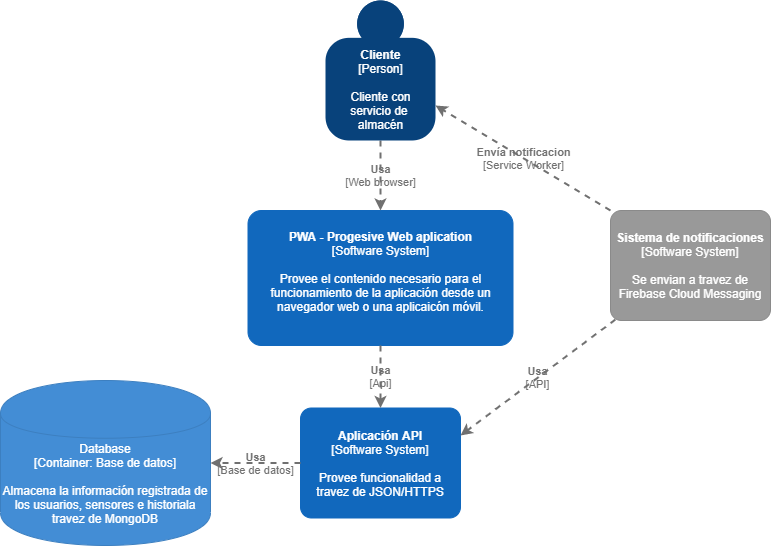 Cliente
[Person]
Cliente con
servicio de
almacén
Envía notificacion
[Service Worker]
Usa
[Web browser]
PWA - Progesive Web aplication
[Software System]
Provee el contenido necesario para el
funcionamiento de la aplicación desde un
navegador web o una aplicaicón móvil.
Sistema de notificaciones
[Software System]
Se envian a travez de
Firebase Cloud Messaging
Usa
[Api]
Usa
[API]
Database
[Container: Base de datos]
Almacena la información registrada de
los usuarios, sensores e historiala
travez de MongoDB
Usa
[Base de datos]
Aplicación API
[Software System]
Provee funcionalidad a
travez de JSON/HTTPS